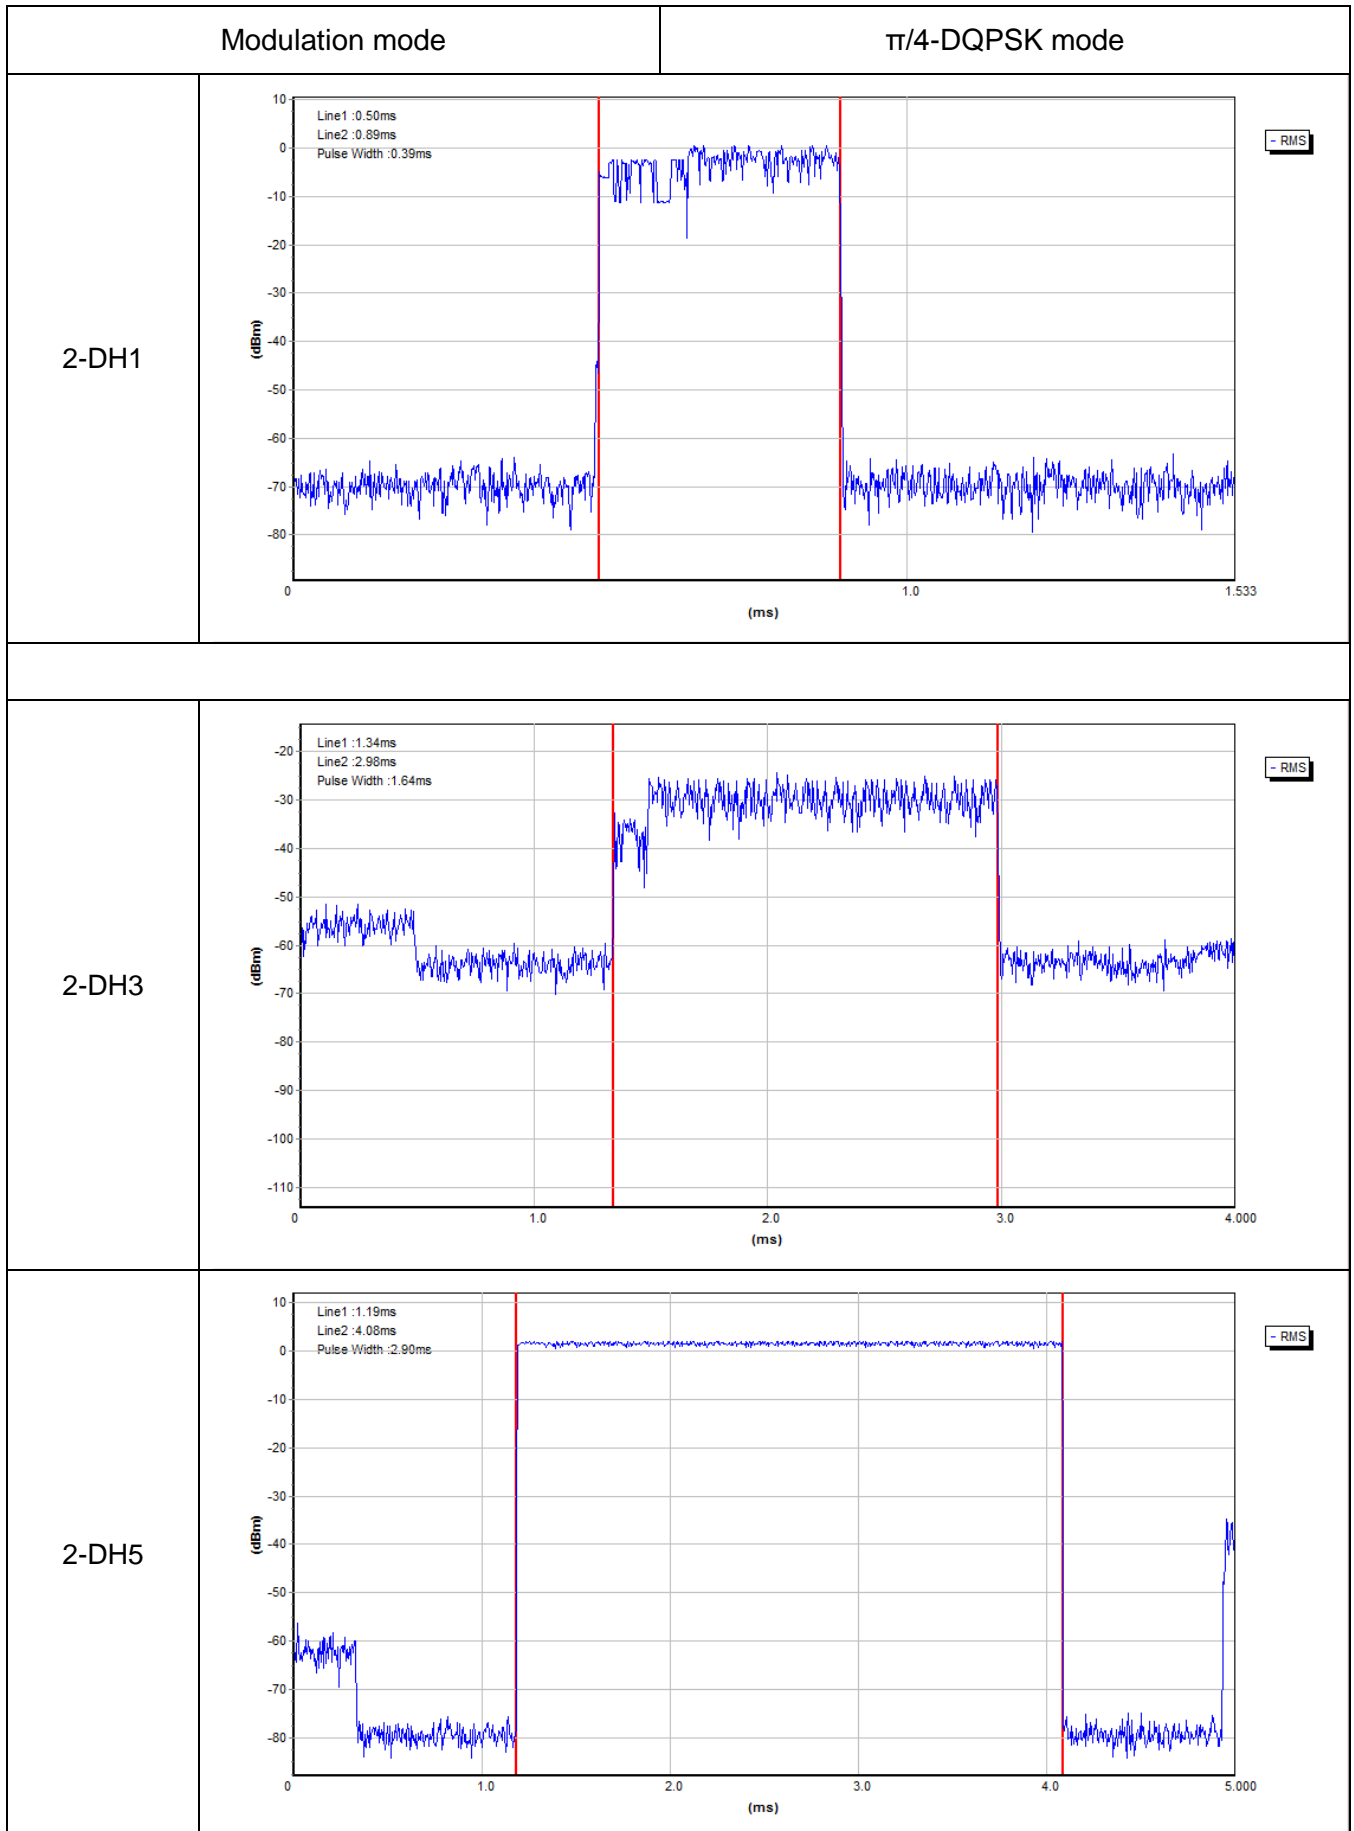 Modulation mode
π/4-DQPSK mode
2-DH1
Line1 :0.50ms
Line2 :0.89ms
Pulse Width :0.39ms
- RMS
10
0
-10
-20
-30
-40
-50
-60
-70
-80
(dBm)
0
1.0
1.533
(ms)
2-DH3
Line1 :1.34ms
Line2 :2.98ms
Pulse Width :1.64ms
- RMS
-20
-30
-40
-50
-60
-70
-80
-90
-100
-110
(dBm)
0
1.0
2.0
3.0
4.000
(ms)
2-DH5
Line1 :1.19ms
Line2 :4.08ms
Pulse Width :2.90ms
- RMS
10
0
-10
-20
-30
-40
-50
-60
-70
-80
(dBm)
0
1.0
2.0
3.0
4.0
5.000
(ms)